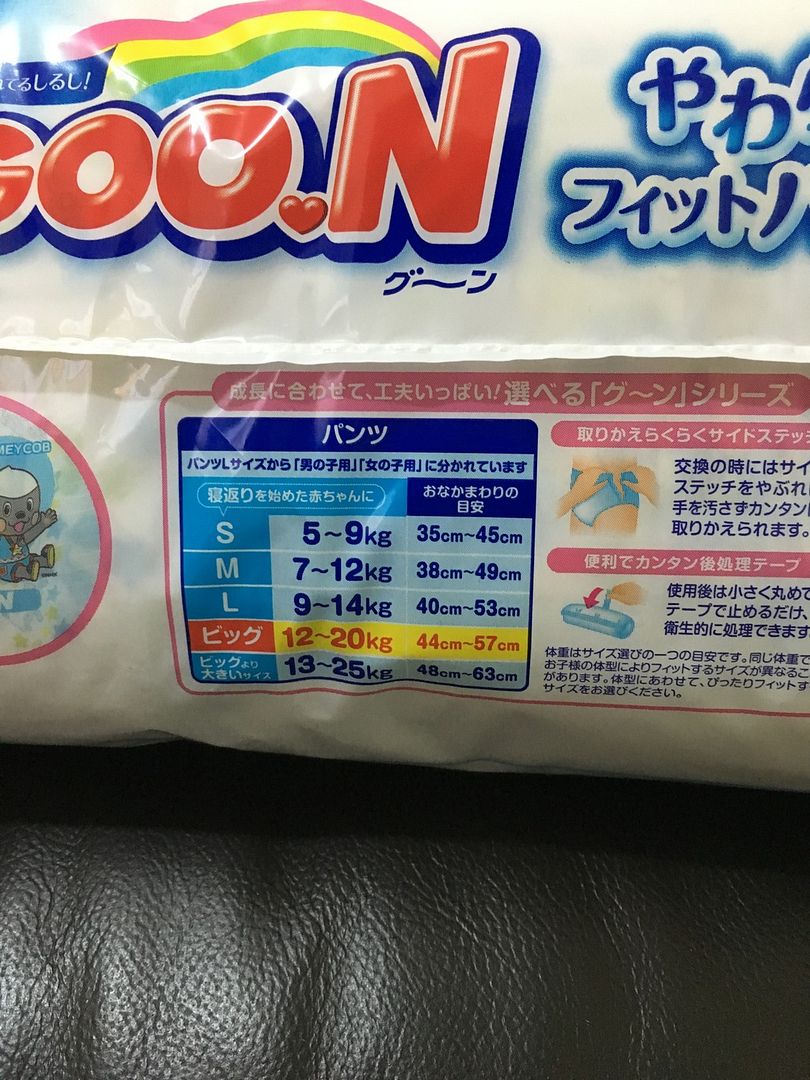 てるしるし!
GOO.N
グ〜ン
やわ
フィット
成長に合わせて、工夫いっぱい!選べる「グ〜ン」シリーズ
MEYCOB
N
パンツ
パンツLサイズから「男の子用」「女の子用」に分かれています
寝返りを始めた赤ちゃんに
おなかまわりの
目安
S 5〜9kg 35cm〜45cm
M 7〜12kg 38cm〜49cm
L 9〜14kg 40cm〜53cm
ビッグ 12〜20kg 44cm〜57cm
ビッグより
大きいサイズ 13〜25kg 48cm〜63cm
取りかえらくらくサイドステッチ
交換の時にはサイ
ステッチをやぶれ
手を汚さずカンタン
取りかえられます。
便利でカンタン後処理テープ
使用後は小さく丸めて
テープで止めるだけ、
衛生的に処理できます
体重はサイズ選びの一つの目安です。同じ体重で
お子様の体型によりフィットするサイズが異なるこ
があります。体型にあわせて、ぴったりフィットす
サイズをお選びください。